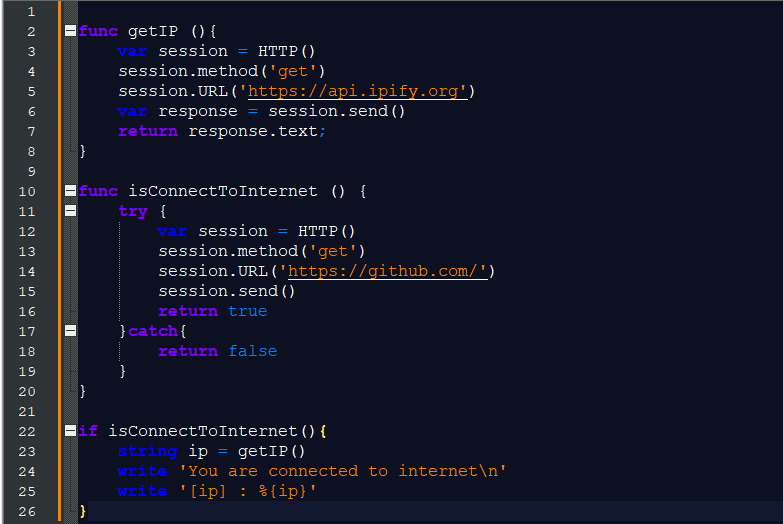 1
2 func getIP (){
3     var session = HTTP()
4     session.method('get')
5     session.URL('https://api.ipify.org')
6     var response = session.send()
7     return response.text;
8 }
9
10 func isConnectToInternet () {
11     try {
12         var session = HTTP()
13         session.method('get')
14         session.URL('https://github.com/')
15         session.send()
16         return true
17     }catch{
18         return false
19     }
20 }
21
22 if isConnectToInternet(){
23     string ip = getIP()
24     write 'You are connected to internet\n'
25     write '[ip] : %{ip}'
26 }